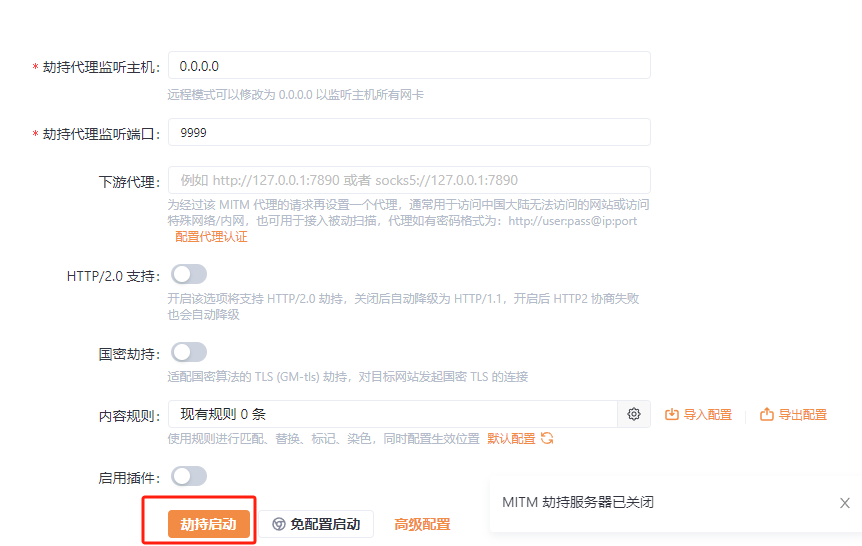 * 劫持代理监听主机: 0.0.0.0
远程模式可以修改为 0.0.0.0 以监听主机所有网卡
* 劫持代理监听端口: 9999
下游代理: 例如 http://127.0.0.1:7890 或者 socks5://127.0.0.1:7890
为经过该 MITM 代理的请求再设置一个代理，通常用于访问中国大陆无法访问的网站或访问
特殊网络/内网，也可用于接入被动扫描，代理如有密码格式为：http://user:pass@ip:port
配置代理认证
HTTP/2.0 支持:
开启该选项将支持 HTTP/2.0 劫持，关闭后自动降级为 HTTP/1.1，开启后 HTTP2 协商失败
也会自动降级
国密劫持:
适配国密算法的 TLS (GM-tls) 劫持，对目标网站发起国密 TLS 的连接
内容规则: 现有规则 0 条 导入配置 导出配置
使用规则进行匹配、替换、标记、染色，同时配置生效位置 默认配置
启用插件:
MITM 劫持服务器已关闭
劫持启动 免配置启动 高级配置